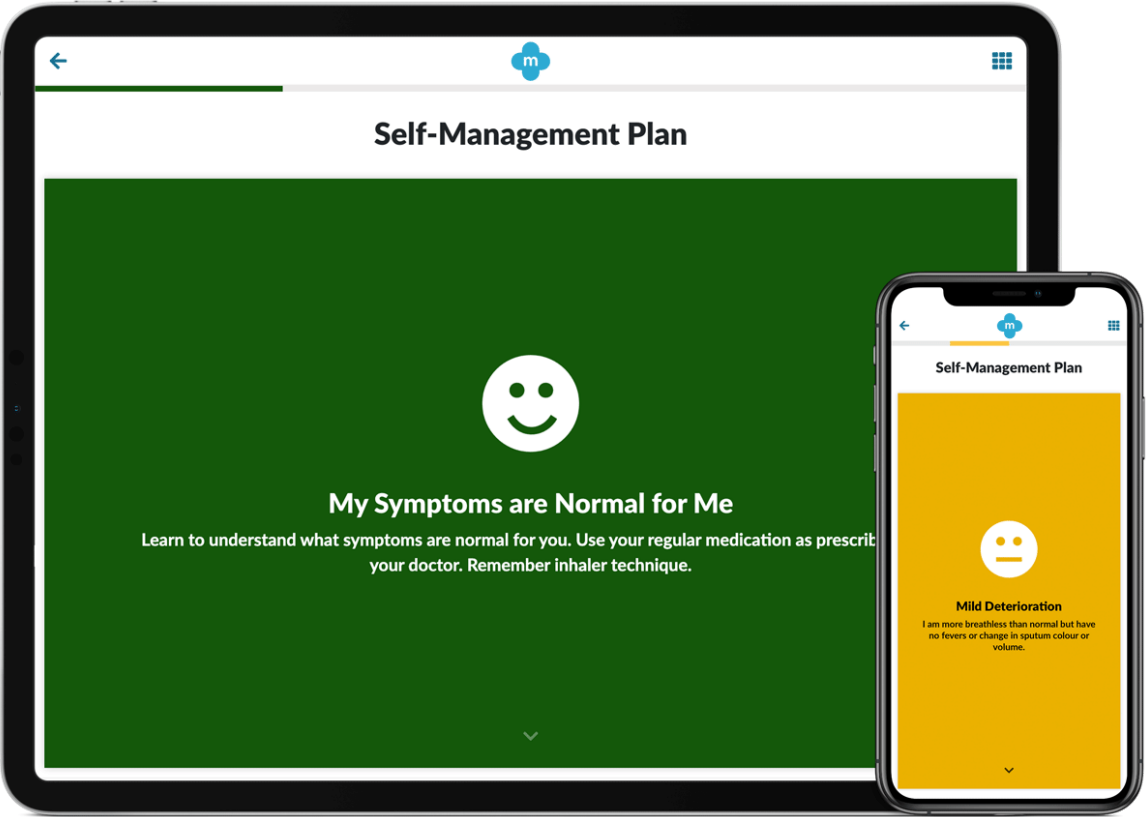 m
Self-Management Plan
My Symptoms are Normal for Me
Learn to understand what symptoms are normal for you. Use your regular medication as
your doctor. Remember inhaler technique.
m
Self-Management Plan
Mild Deterioration
I am more breathless than normal but have
no fevers or change in sputum colour or
volume.